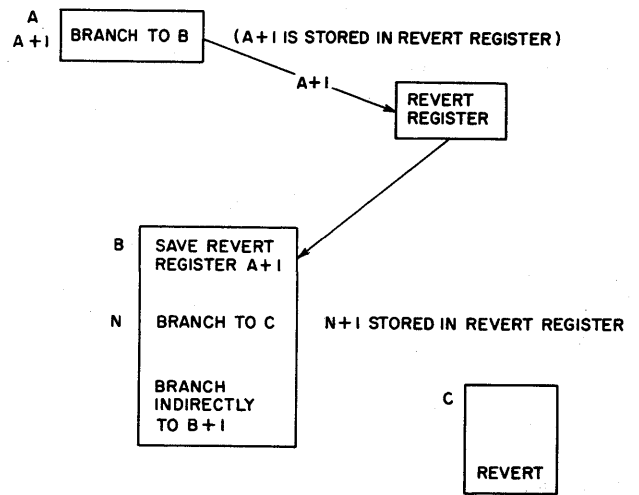 A
A+1
BRANCH TO B
(A+1 IS STORED IN REVERT REGISTER)
A+1
REVERT
REGISTER
B
SAVE REVERT
REGISTER A+1
N
BRANCH TO C
N+1 STORED IN REVERT REGISTER
BRANCH
INDIRECTLY
TO B+1
C
REVERT